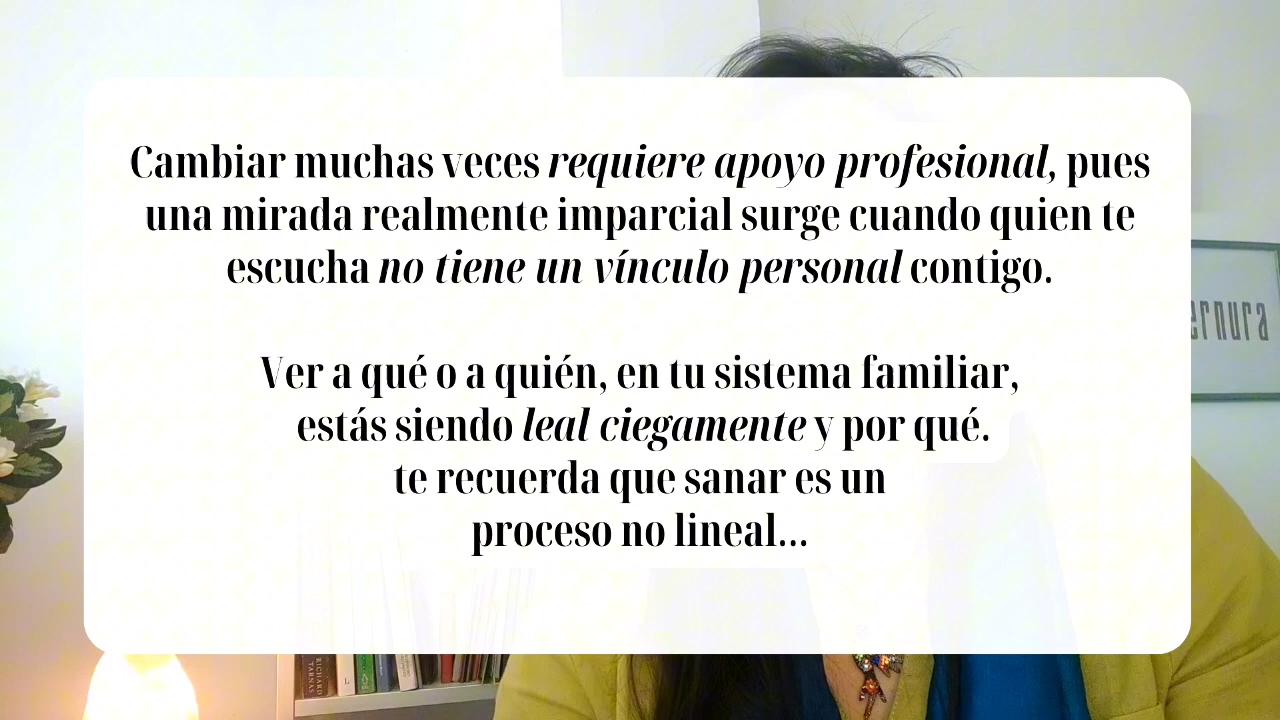 Cambiar muchas veces requiere apoyo profesional, pues
una mirada realmente imparcial surge cuando quien te
escucha no tiene un vínculo personal contigo.
Ver a qué o a quién, en tu sistema familiar,
estás siendo leal ciegamente y por qué.
te recuerda que sanar es un
proceso no lineal...
ernura
RICHARD
TARNAS